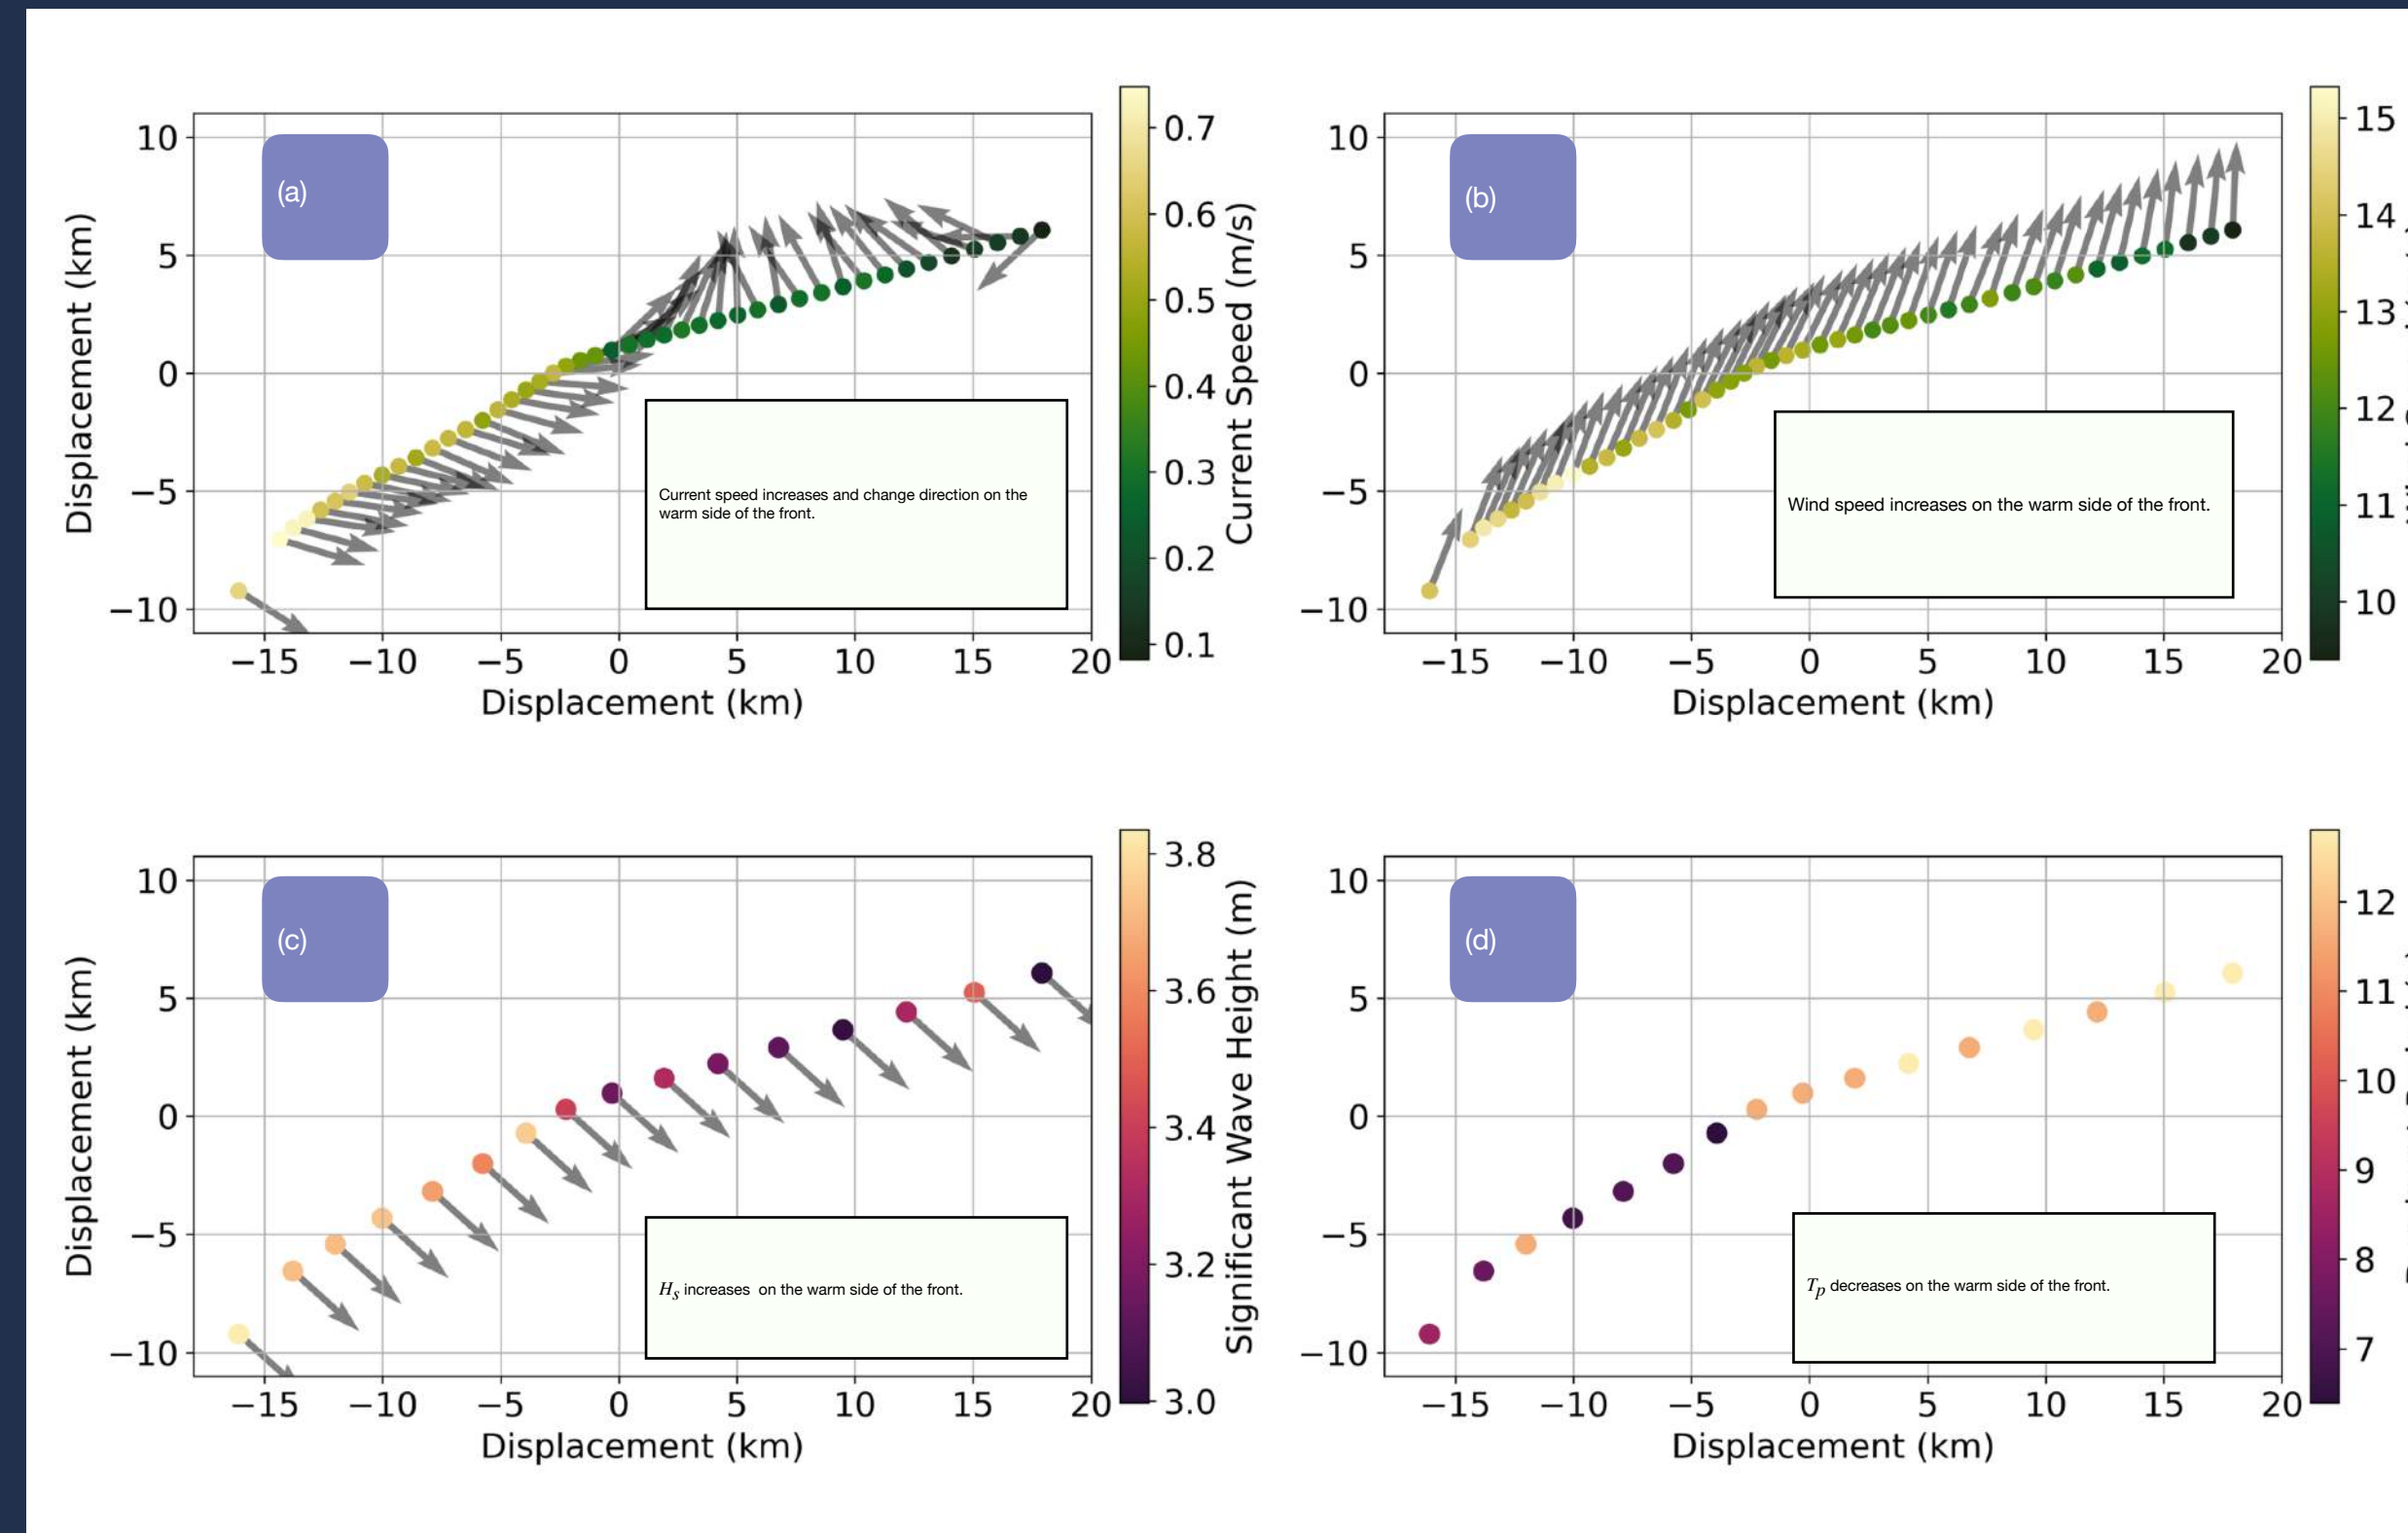 (a)
10
5
0
−5
−10
Displacement (km)
−15 −10 −5 0 5 10 15 20
Displacement (km)
0.7
0.6
0.5
0.4
0.3
0.2
0.1
Current Speed (m/s)
Current speed increases and change direction on the
warm side of the front.
(b)
10
5
0
−5
−10
−15 −10 −5 0 5 10 15 20
Displacement (km)
15
14
13
12
11
10
Wind speed increases on the warm side of the front.
(c)
10
5
0
−5
−10
Displacement (km)
−15 −10 −5 0 5 10 15 20
Displacement (km)
3.8
3.6
3.4
3.2
3.0
Significant Wave Height (m)
Hs increases on the warm side of the front.
(d)
10
5
0
−5
−10
−15 −10 −5 0 5 10 15 20
Displacement (km)
12
11
10
9
8
7
Tp decreases on the warm side of the front.